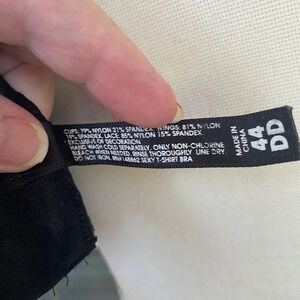 CUPS: 79% NYLON 21% SPANDEX, WINGS: 81% NYLON
19% SPANDEX, LACE: 85% NYLON 15% SPANDEX
EXCLUSIVE OF DECORATION
HAND WASH COLD SEPARATELY. ONLY NON-CHLORINE
BLEACH WHEN NEEDED. RINSE THOROUGHLY. LINE DRY.
DO NOT IRON. RN# SEXY T-SHIRT BRA
MADE IN
CHINA
44
DD